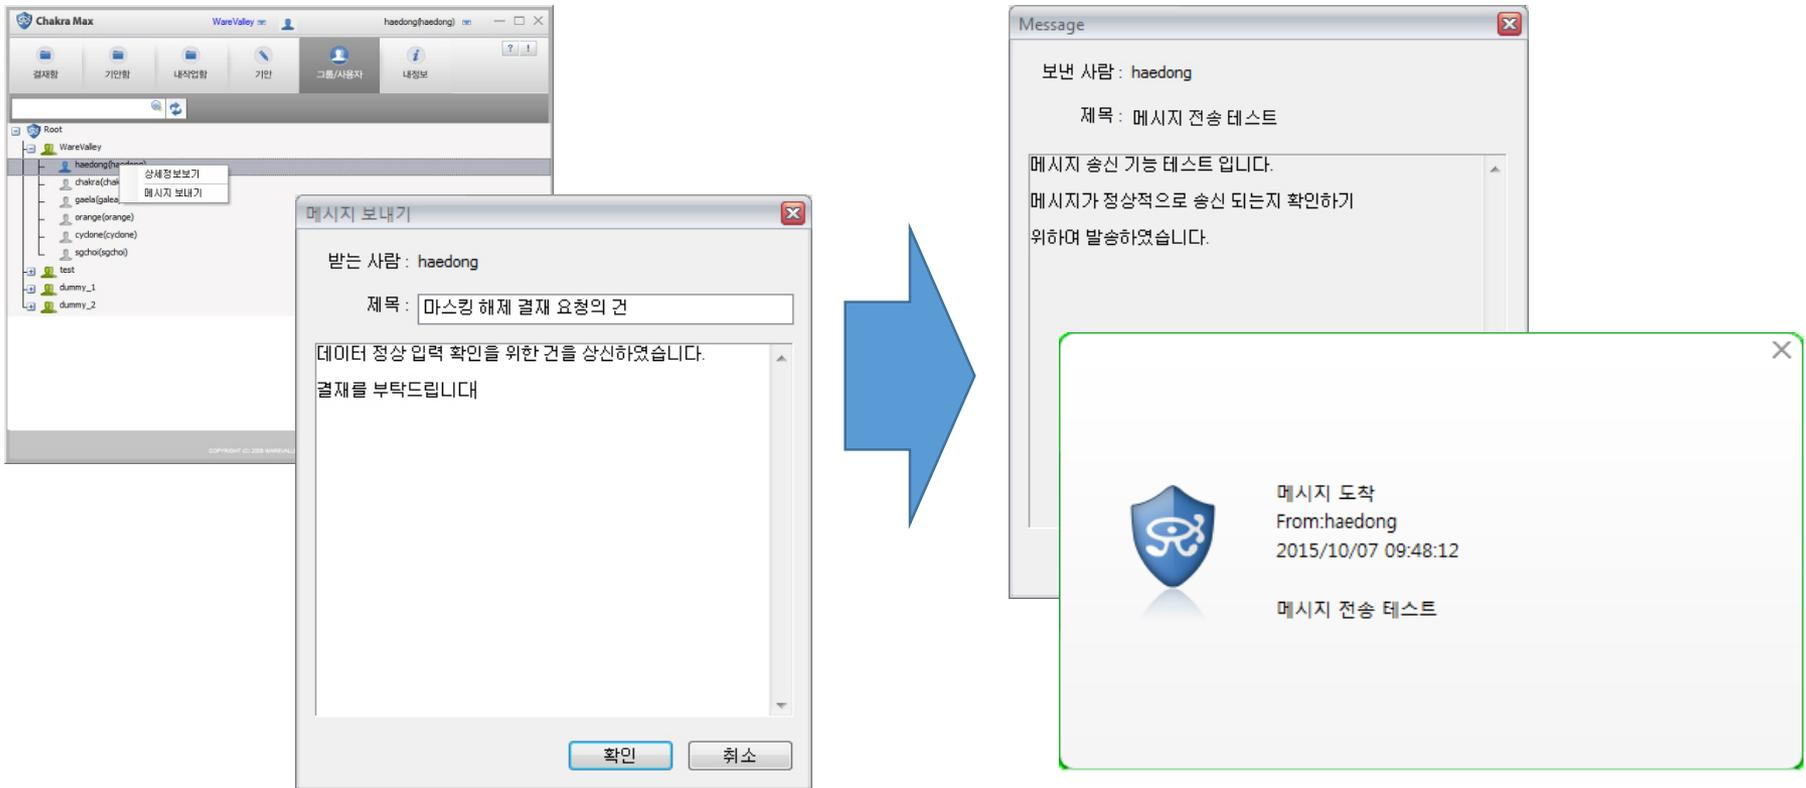 Chakra Max
WareValley
haedong(haedong)
결재함
기안함
내작업함
기안
그룹/사용자
내정보
? !
Root
WareValley
haedong(haedong)
상세정보보기
메시지 보내기
chakra(chak
gaela(galea
orange(orange)
cyclone(cyclone)
sgchoi(sgchoi)
test
dummy_1
dummy_2
메시지 보내기
받는 사람 : haedong
제목 : 마스킹 해제 결재 요청의 건
데이터 정상 입력 확인을 위한 건을 상신하였습니다.
결재를 부탁드립니다
확인
취소
Message
보낸 사람 : haedong
제목 : 메시지 전송 테스트
메시지 송신 기능 테스트 입니다.
메시지가 정상적으로 송신 되는지 확인하기
위하여 발송하였습니다.
메시지 도착
From:haedong
2015/10/07 09:48:12
메시지 전송 테스트